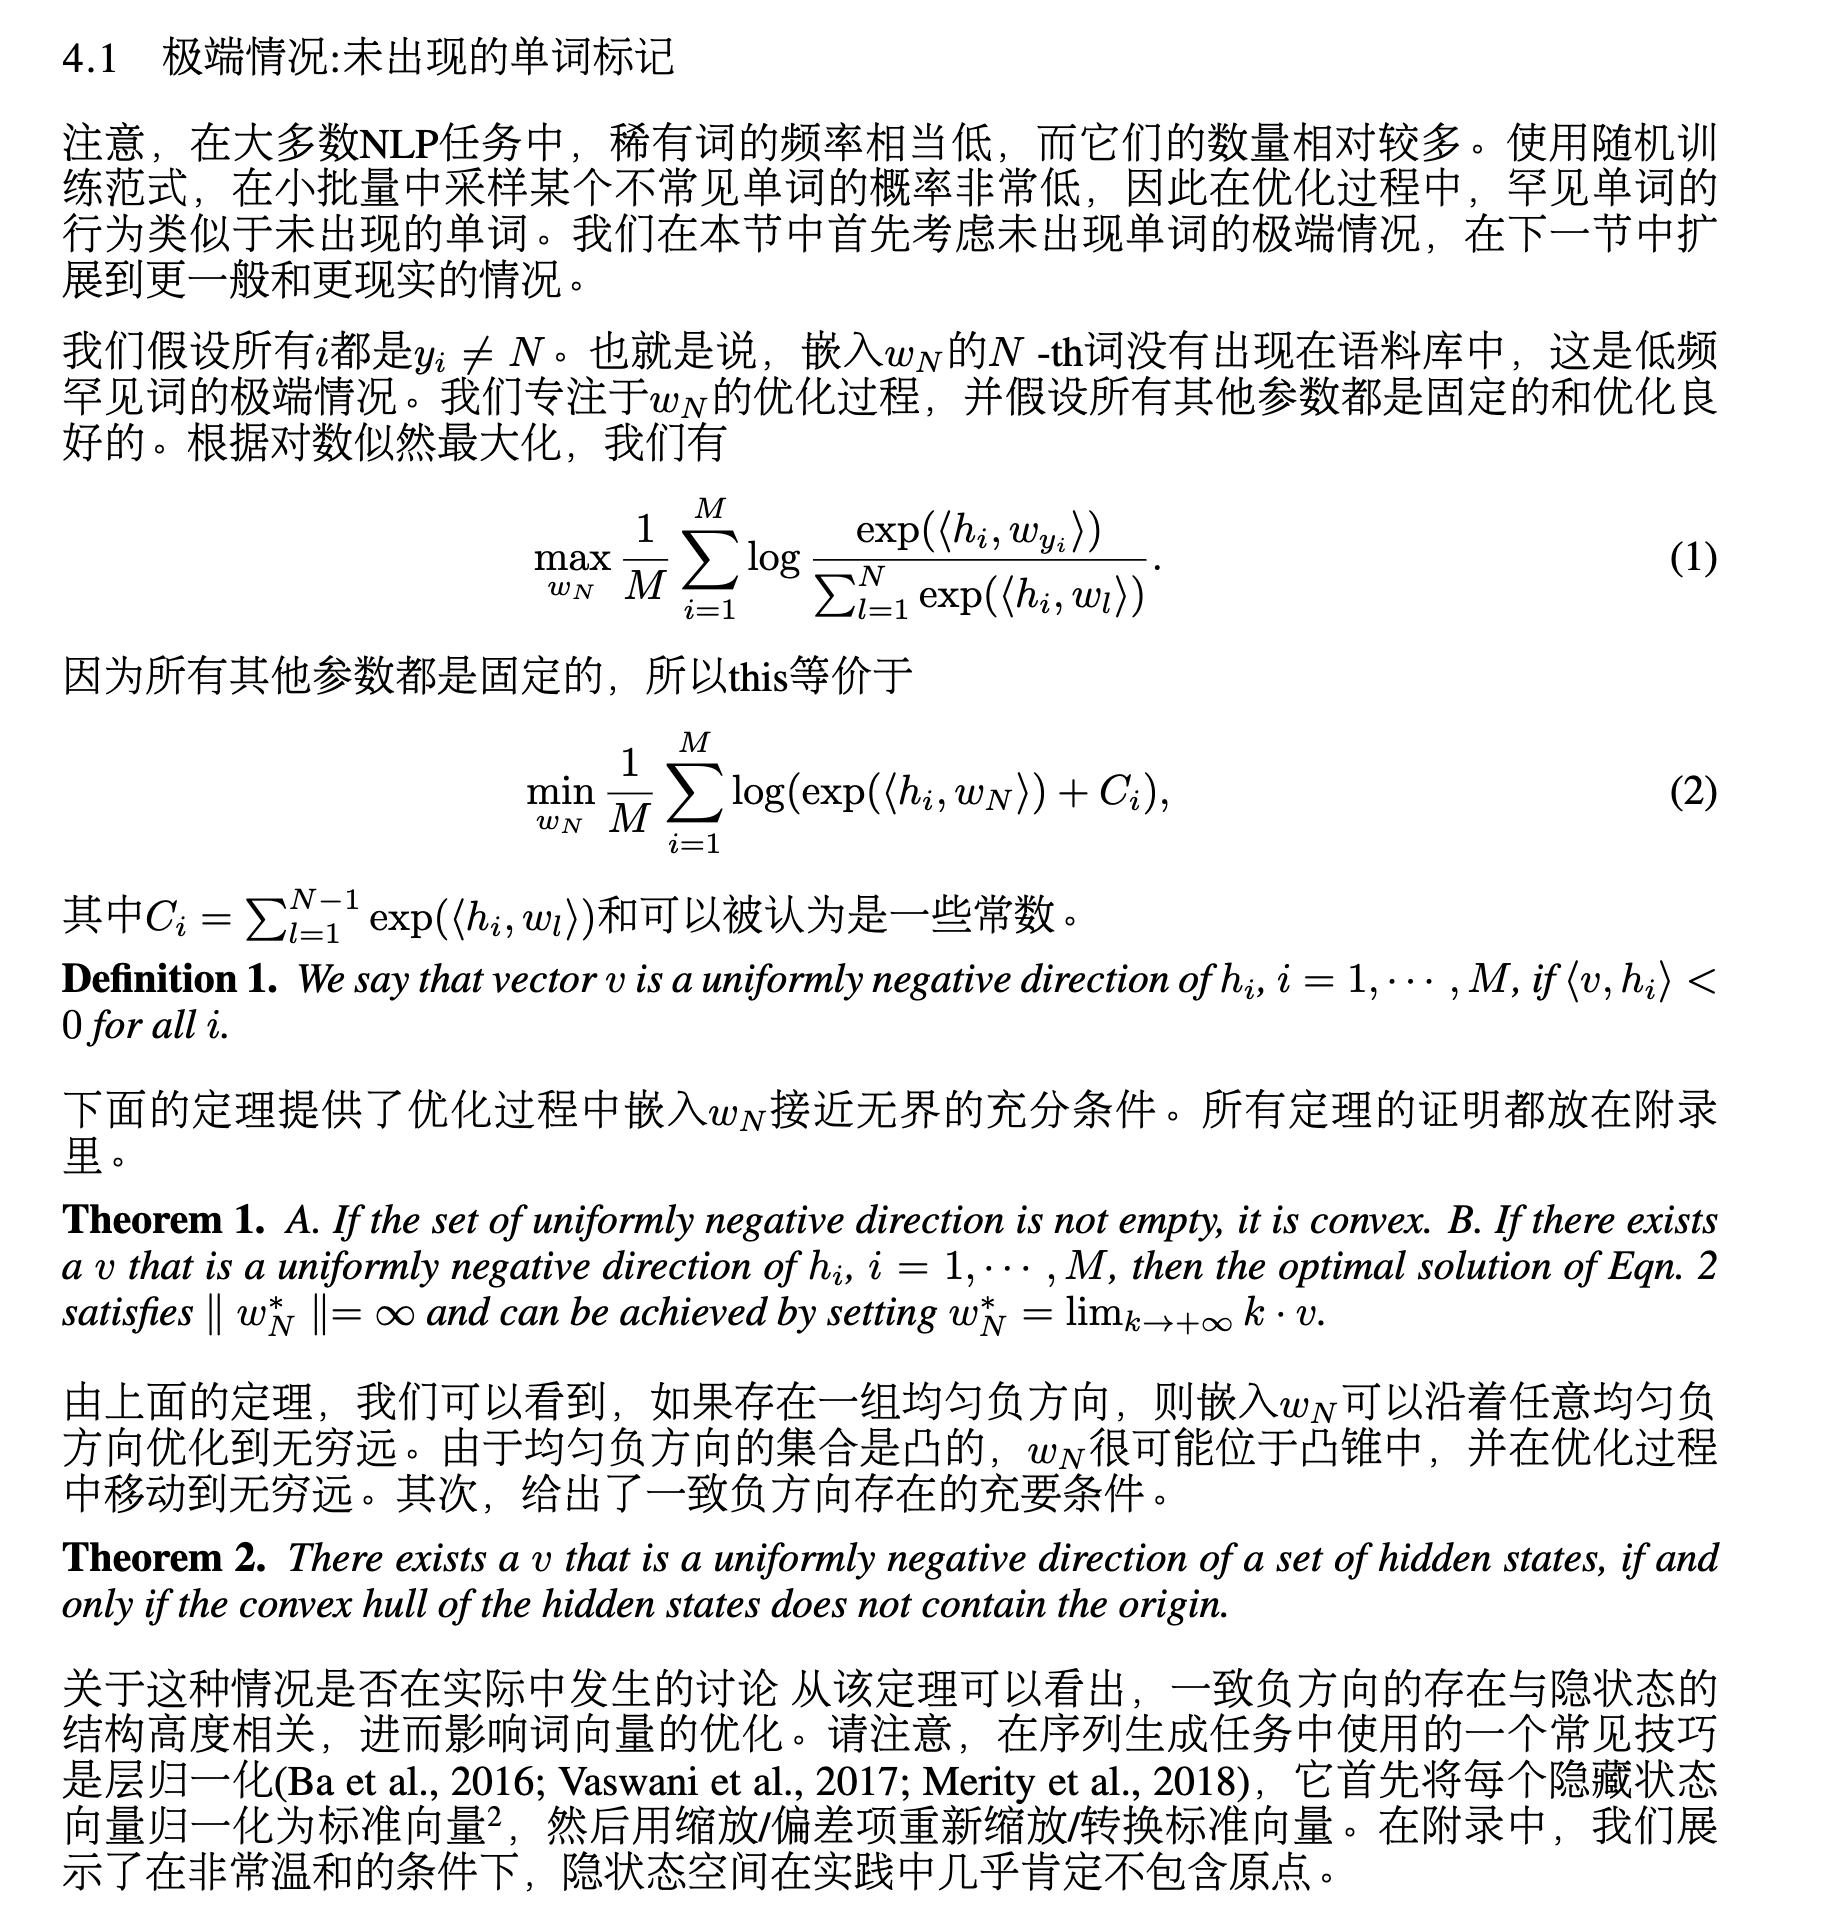 4.1 极端情况:未出现的单词标记
注意，在大多数NLP任务中，稀有词的频率相当低，而它们的数量相对较多。使用随机训
练范式，在小批量中采样某个不常见单词的概率非常低，因此在优化过程中，罕见单词的
行为类似于未出现的单词。我们在本节中首先考虑未出现单词的极端情况，在下一节中扩
展到更一般和更现实的情况。
我们假设所有$i$都是$y_i \neq N$。也就是说，嵌入$w_N$的$N$ -th词没有出现在语料库中，这是低频
罕见词的极端情况。我们专注于$w_N$的优化过程，并假设所有其他参数都是固定的和优化良
好的。根据对数似然最大化，我们有
$\max_{w_N} \frac{1}{M} \sum_{i=1}^{M} \log \frac{\exp(\langle h_i, w_{y_i} \rangle)}{\sum_{l=1}^{N} \exp(\langle h_i, w_l \rangle)}.$ (1)
因为所有其他参数都是固定的，所以this等价于
$\min_{w_N} \frac{1}{M} \sum_{i=1}^{M} \log(\exp(\langle h_i, w_N \rangle) + C_i),$ (2)
其中$C_i = \sum_{l=1}^{N-1} \exp(\langle h_i, w_l \rangle)$和可以被认为是一些常数。
Definition 1. We say that vector $v$ is a uniformly negative direction of $h_i$, $i = 1, \cdots, M$, if $\langle v, h_i \rangle <$
$0$ for all i.
下面的定理提供了优化过程中嵌入$w_N$接近无界的充分条件。所有定理的证明都放在附录
里。
Theorem 1. A. If the set of uniformly negative direction is not empty, it is convex. B. If there exists
a $v$ that is a uniformly negative direction of $h_i$, $i = 1, \cdots, M$, then the optimal solution of Eqn. 2
satisfies $\| w_N^* \| = \infty$ and can be achieved by setting $w_N^* = \lim_{k \to +\infty} k \cdot v$.
由上面的定理，我们可以看到，如果存在一组均匀负方向，则嵌入$w_N$可以沿着任意均匀负
方向优化到无穷远。由于均匀负方向的集合是凸的，$w_N$很可能位于凸锥中，并在优化过程
中移动到无穷远。其次，给出了一致负方向存在的充要条件。
Theorem 2. There exists a $v$ that is a uniformly negative direction of a set of hidden states, if and
only if the convex hull of the hidden states does not contain the origin.
关于这种情况是否在实际中发生的讨论 从该定理可以看出，一致负方向的存在与隐状态的
结构高度相关，进而影响词向量的优化。请注意，在序列生成任务中使用的一个常见技巧
是层归一化(Ba et al., 2016; Vaswani et al., 2017; Merity et al., 2018)，它首先将每个隐藏状态
向量归一化为标准向量²，然后用缩放/偏差项重新缩放/转换标准向量。在附录中，我们展
示了在非常温和的条件下，隐状态空间在实践中几乎肯定不包含原点。